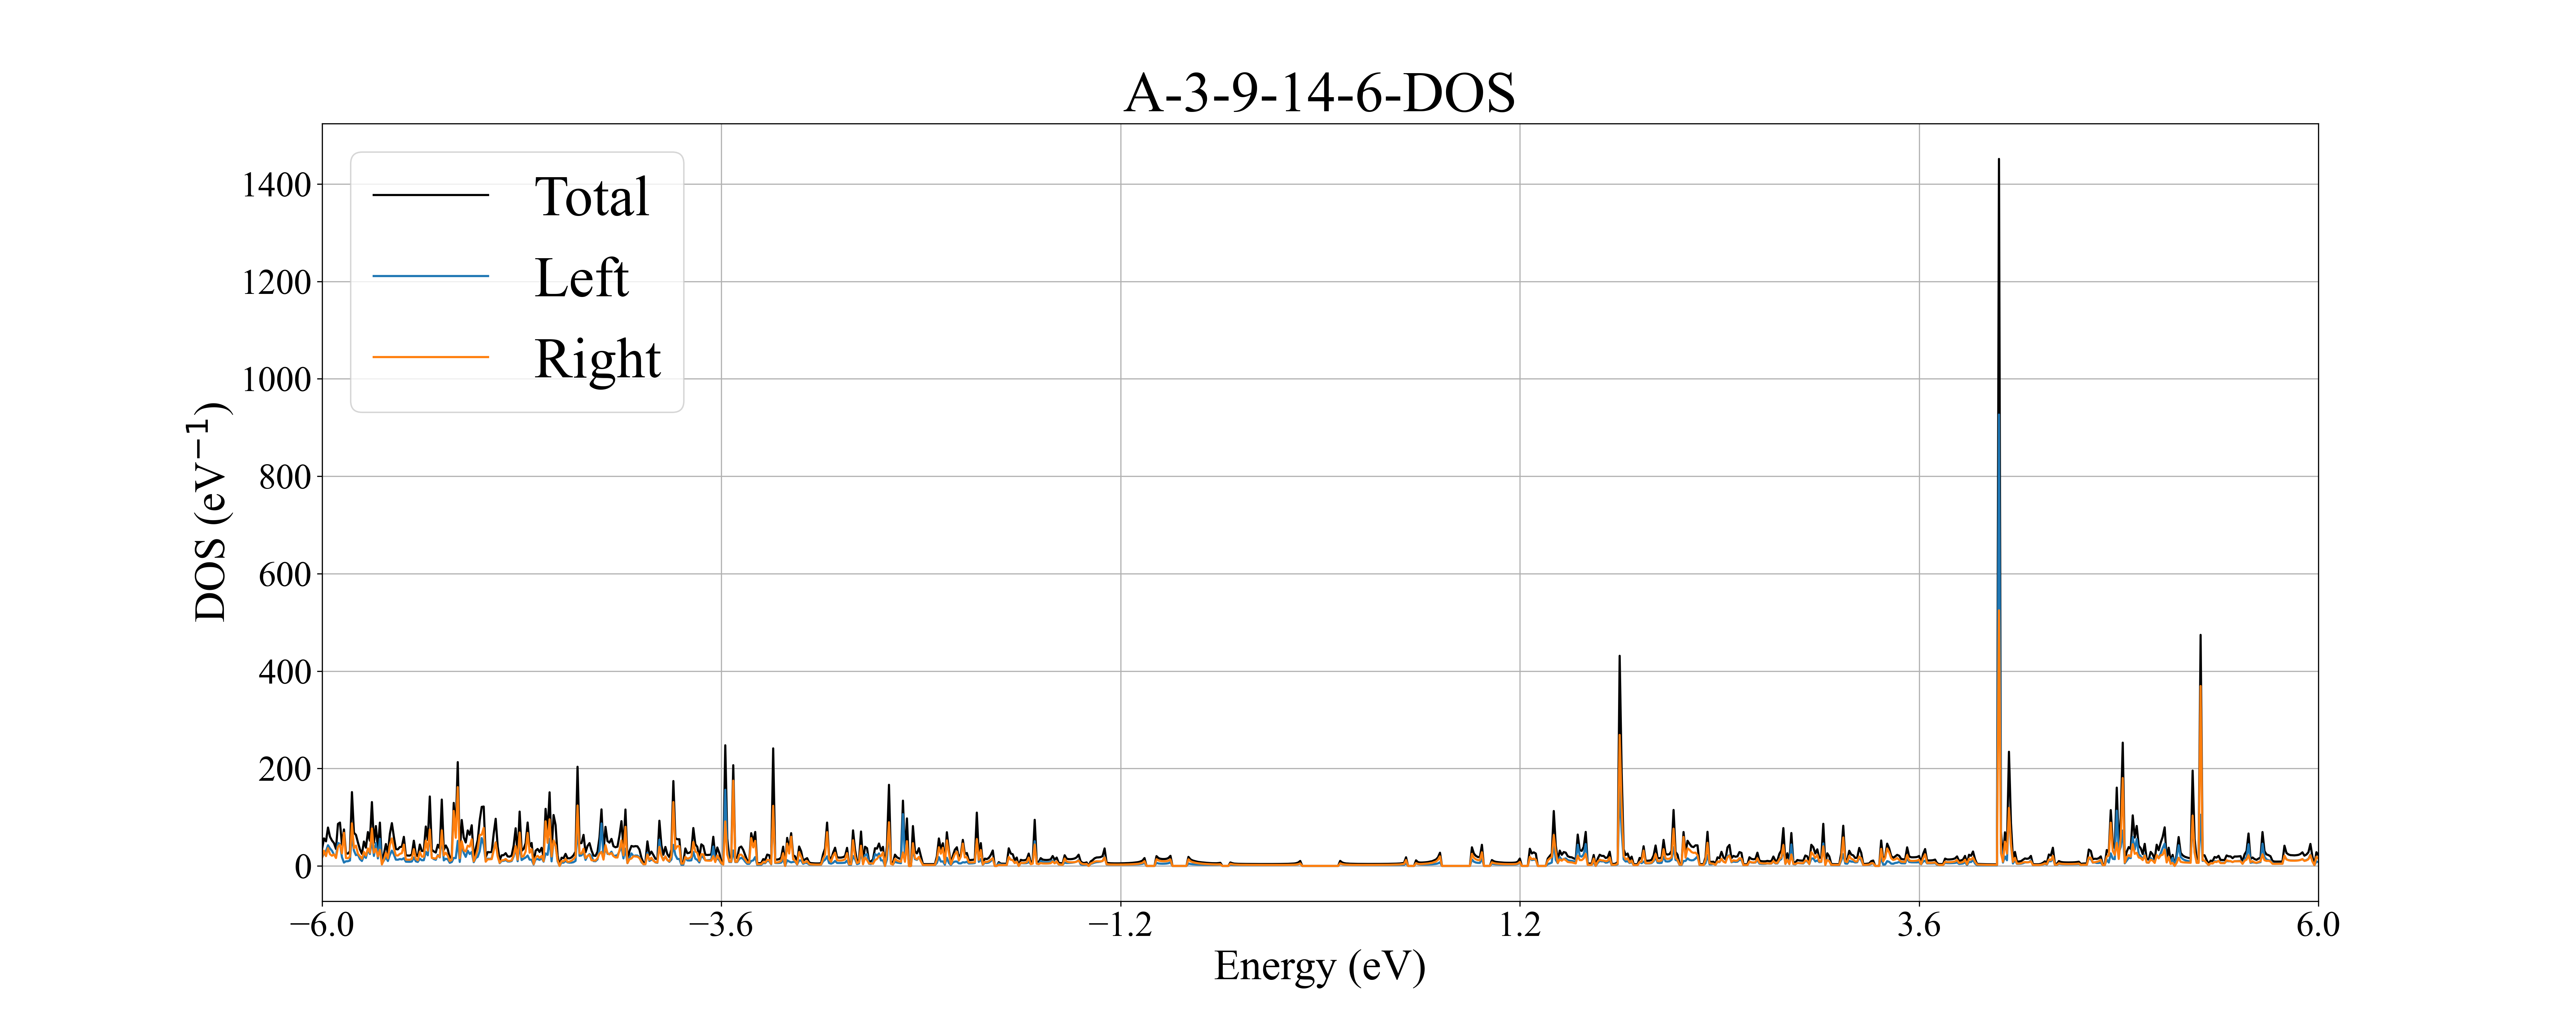 A-3-9-14-6-DOS
Total
Left
Right
1400
1200
1000
800
600
400
200
0
DOS (eV⁻¹)
−6.0 −3.6 −1.2 1.2 3.6 6.0
Energy (eV)